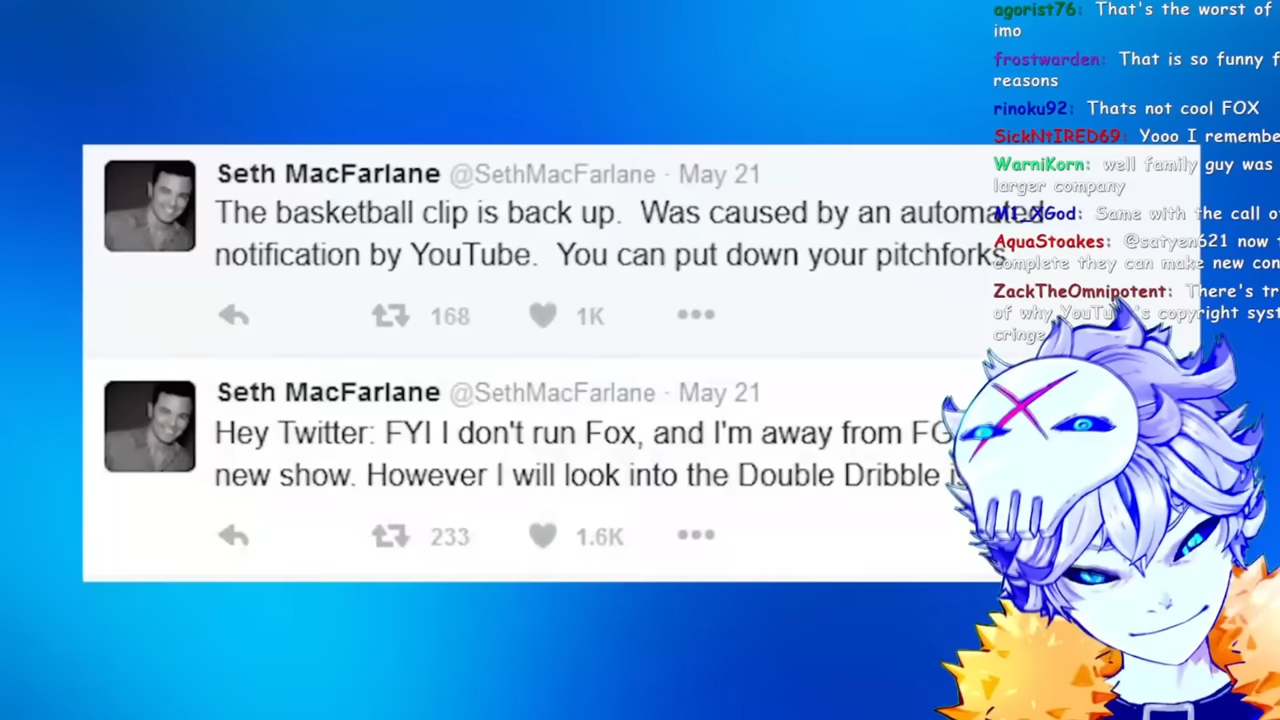 Seth MacFarlane @SethMacFarlane · May 21
The basketball clip is back up. Was caused by an automated
notification by YouTube. You can put down your pitchforks.
168 1K
Seth MacFarlane @SethMacFarlane · May 21
Hey Twitter: FYI I don't run Fox, and I'm away from FG
new show. However I will look into the Double Dribble
233 1.6K
agorist76: That's the worst of
imo
frostwarden: That is so funny f
reasons
rinoku92: Thats not cool FOX
SickNtIRED69: Yooo I remembe
WarniKorn: well family guy was
larger company
M1_XGod: Same with the call o
AquaStoakes: @satyen621 now
complete they can make new con
ZackTheOmnipotent: There's tr
of why YouTube's copyright syst
cringe